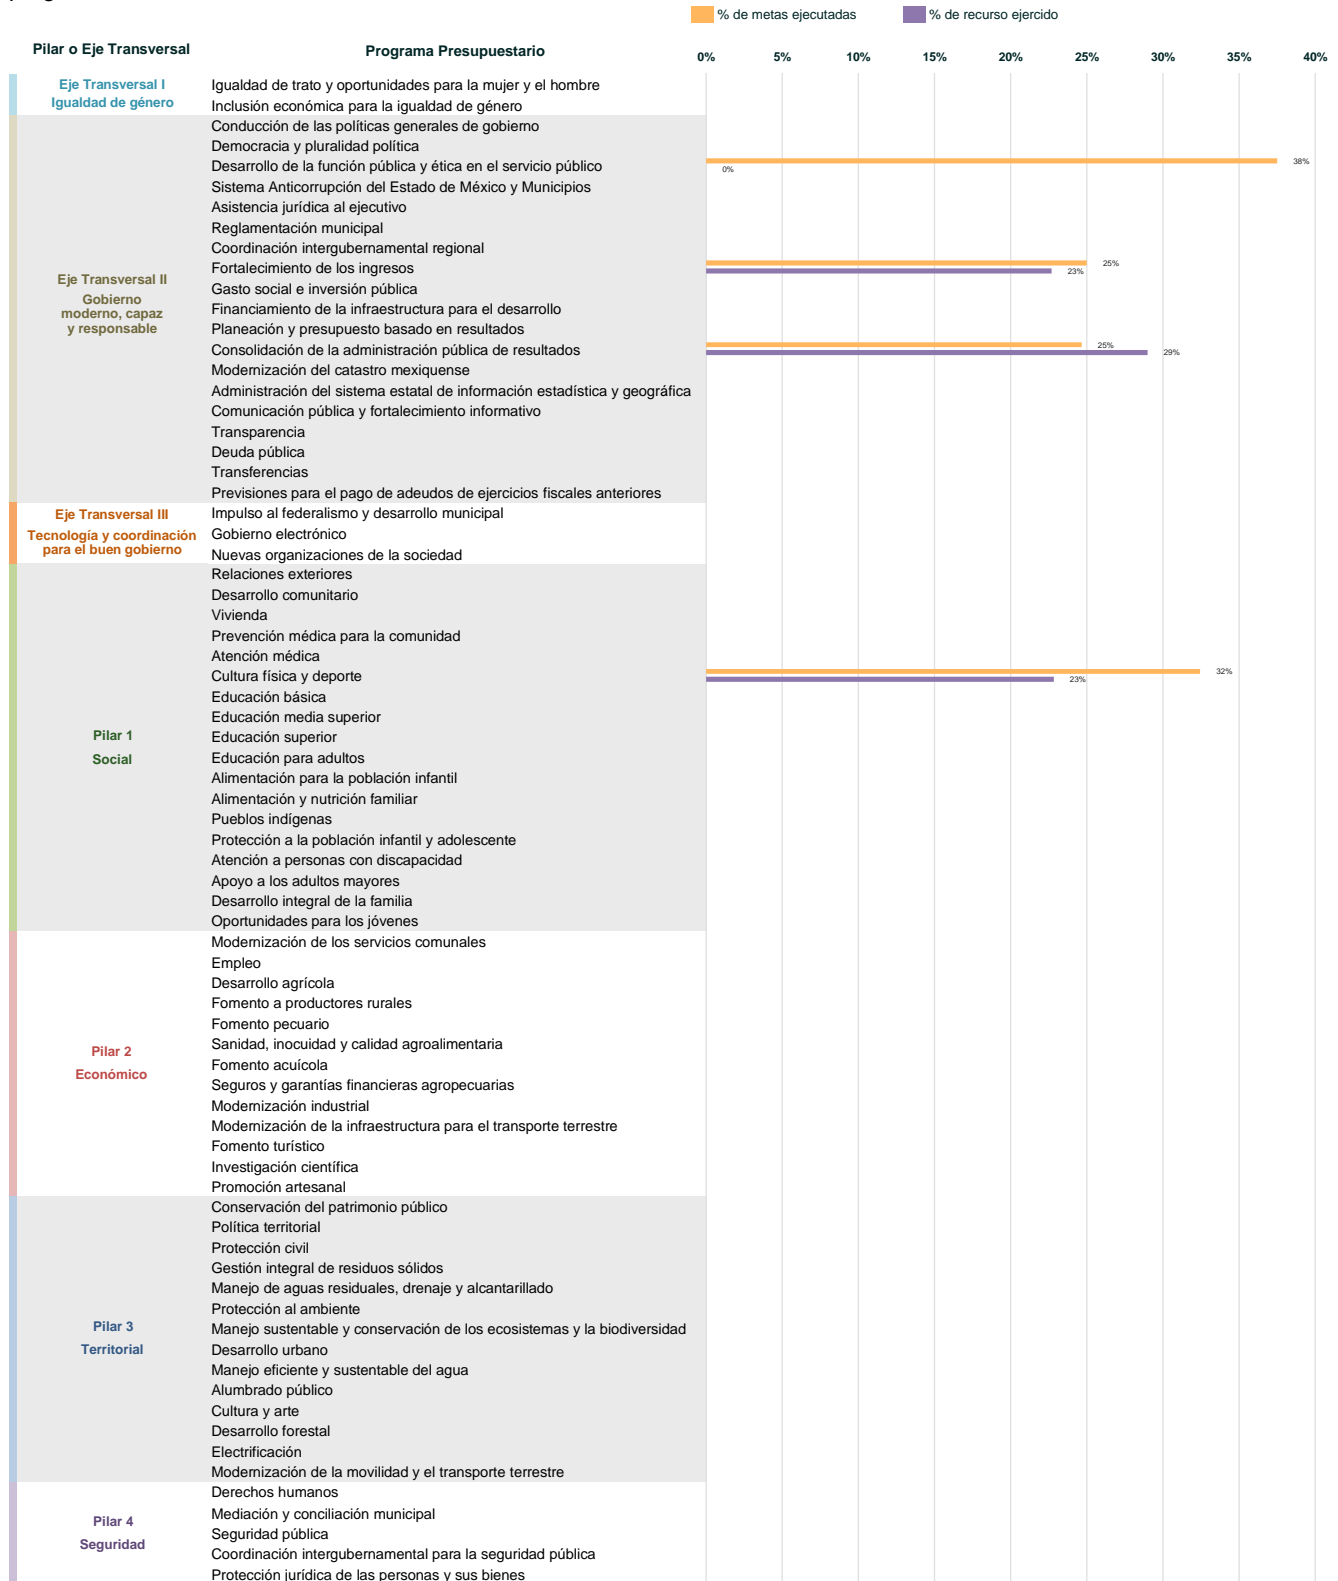 % de metas ejecutadas % de recurso ejercido
Pilar o Eje Transversal Programa Presupuestario 0% 5% 10% 15% 20% 25% 30% 35% 40%
Eje Transversal I
Igualdad de género
Igualdad de trato y oportunidades para la mujer y el hombre
Inclusión económica para la igualdad de género
Eje Transversal II
Gobierno
moderno, capaz
y responsable
Conducción de las políticas generales de gobierno
Democracia y pluralidad política
Desarrollo de la función pública y ética en el servicio público 38%
0%
Sistema Anticorrupción del Estado de México y Municipios
Asistencia jurídica al ejecutivo
Reglamentación municipal
Coordinación intergubernamental regional
Fortalecimiento de los ingresos 25%
23%
Gasto social e inversión pública
Financiamiento de la infraestructura para el desarrollo
Planeación y presupuesto basado en resultados
Consolidación de la administración pública de resultados 25%
29%
Modernización del catastro mexiquense
Administración del sistema estatal de información estadística y geográfica
Comunicación pública y fortalecimiento informativo
Transparencia
Deuda pública
Transferencias
Previsiones para el pago de adeudos de ejercicios fiscales anteriores
Eje Transversal III
Tecnología y coordinación
para el buen gobierno
Impulso al federalismo y desarrollo municipal
Gobierno electrónico
Nuevas organizaciones de la sociedad
Pilar 1
Social
Relaciones exteriores
Desarrollo comunitario
Vivienda
Prevención médica para la comunidad
Atención médica
Cultura física y deporte 32%
23%
Educación básica
Educación media superior
Educación superior
Educación para adultos
Alimentación para la población infantil
Alimentación y nutrición familiar
Pueblos indígenas
Protección a la población infantil y adolescente
Atención a personas con discapacidad
Apoyo a los adultos mayores
Desarrollo integral de la familia
Oportunidades para los jóvenes
Pilar 2
Económico
Modernización de los servicios comunales
Empleo
Desarrollo agrícola
Fomento a productores rurales
Fomento pecuario
Sanidad, inocuidad y calidad agroalimentaria
Fomento acuícola
Seguros y garantías financieras agropecuarias
Modernización industrial
Modernización de la infraestructura para el transporte terrestre
Fomento turístico
Investigación científica
Promoción artesanal
Pilar 3
Territorial
Conservación del patrimonio público
Política territorial
Protección civil
Gestión integral de residuos sólidos
Manejo de aguas residuales, drenaje y alcantarillado
Protección al ambiente
Manejo sustentable y conservación de los ecosistemas y la biodiversidad
Desarrollo urbano
Manejo eficiente y sustentable del agua
Alumbrado público
Cultura y arte
Desarrollo forestal
Electrificación
Modernización de la movilidad y el transporte terrestre
Pilar 4
Seguridad
Derechos humanos
Mediación y conciliación municipal
Seguridad pública
Coordinación intergubernamental para la seguridad pública
Protección jurídica de las personas y sus bienes